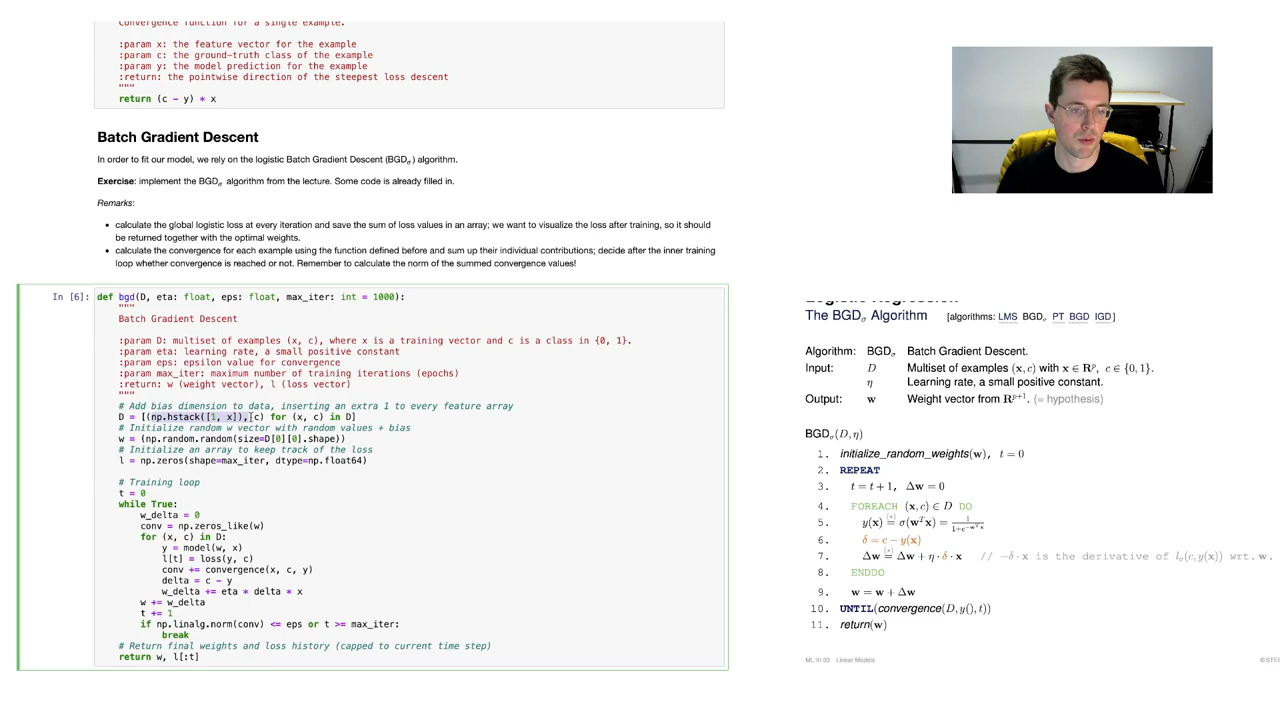 Convergence function for a single example.
:param x: the feature vector for the example
:param c: the ground-truth class of the example
:param y: the model prediction for the example
:return: the pointwise direction of the steepest loss descent
"""
return (c - y) * x
Batch Gradient Descent
In order to fit our model, we rely on the logistic Batch Gradient Descent (BGDσ) algorithm.
Exercise: implement the BGDσ algorithm from the lecture. Some code is already filled in.
Remarks:
• calculate the global logistic loss at every iteration and save the sum of loss values in an array; we want to visualize the loss after training, so it should
be returned together with the optimal weights.
• calculate the convergence for each example using the function defined before and sum up their individual contributions; decide after the inner training
loop whether convergence is reached or not. Remember to calculate the norm of the summed convergence values!
In [6]: def bgd(D, eta: float, eps: float, max_iter: int = 1000):
"""
Batch Gradient Descent
:param D: multiset of examples (x, c), where x is a training vector and c is a class in {0, 1}.
:param eta: learning rate, a small positive constant
:param eps: epsilon value for convergence
:param max_iter: maximum number of training iterations (epochs)
:return: w (weight vector), l (loss vector)
"""
# Add bias dimension to data, inserting an extra 1 to every feature array
D = [(np.hstack([1, x]), c) for (x, c) in D]
# Initialize random w vector with random values + bias
w = (np.random.random(size=D[0][0].shape))
# Initialize an array to keep track of the loss
l = np.zeros(shape=max_iter, dtype=np.float64)
# Training loop
t = 0
while True:
w_delta = 0
conv = np.zeros_like(w)
for (x, c) in D:
y = model(w, x)
l[t] = loss(y, c)
conv += convergence(x, c, y)
delta = c - y
w_delta += eta * delta * x
w += w_delta
t += 1
if np.linalg.norm(conv) <= eps or t >= max_iter:
break
# Return final weights and loss history (capped to current time step)
return w, l[:t]
Logistic Regression
The BGDσ Algorithm [algorithms: LMS BGDσ PT BGD IGD]
Algorithm: BGDσ Batch Gradient Descent.
Input: D Multiset of examples (x, c) with x ∈ R^p, c ∈ {0, 1}.
η Learning rate, a small positive constant.
Output: w Weight vector from R^{p+1}. (= hypothesis)
BGDσ(D, η)
1. initialize_random_weights(w), t = 0
2. REPEAT
3. t = t + 1, Δw = 0
4. FOREACH (x, c) ∈ D DO
5. y(x) (⋆)= σ(w^T x) = 1/(1+e^{−w^T x})
6. δ = c − y(x)
7. Δw (⋆)= Δw + η · δ · x // −δ · x is the derivative of lσ(c, y(x)) wrt. w.
8. ENDDO
9. w = w + Δw
10. UNTIL(convergence(D, y(), t))
11. return(w)
ML:III-33 Linear Models ©STEI